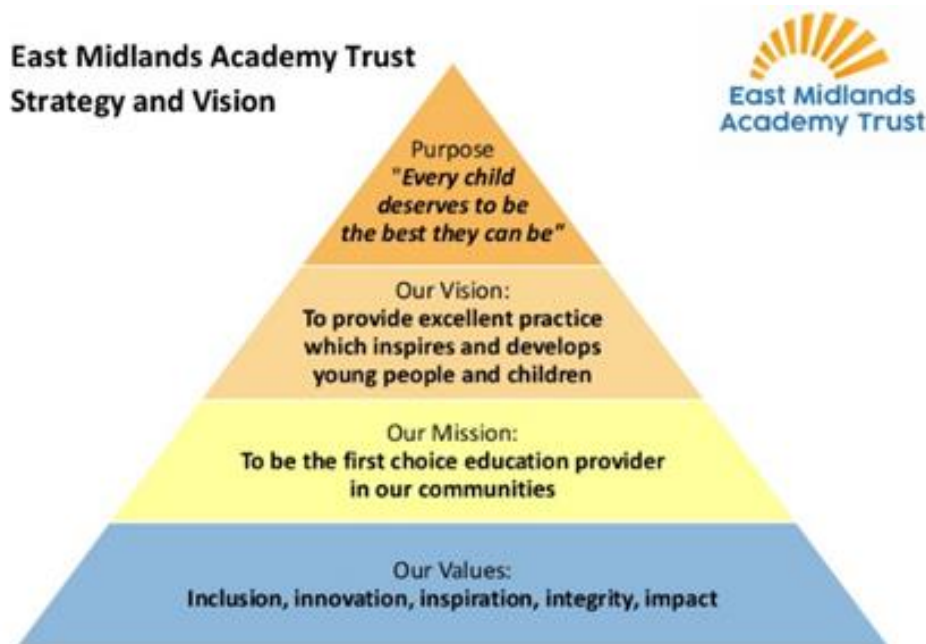 East Midlands Academy Trust
Strategy and Vision
East Midlands
Academy Trust
Purpose
"Every child
deserves to be
the best they can be"
Our Vision:
To provide excellent practice
which inspires and develops
young people and children
Our Mission:
To be the first choice education provider
in our communities
Our Values:
Inclusion, innovation, inspiration, integrity, impact